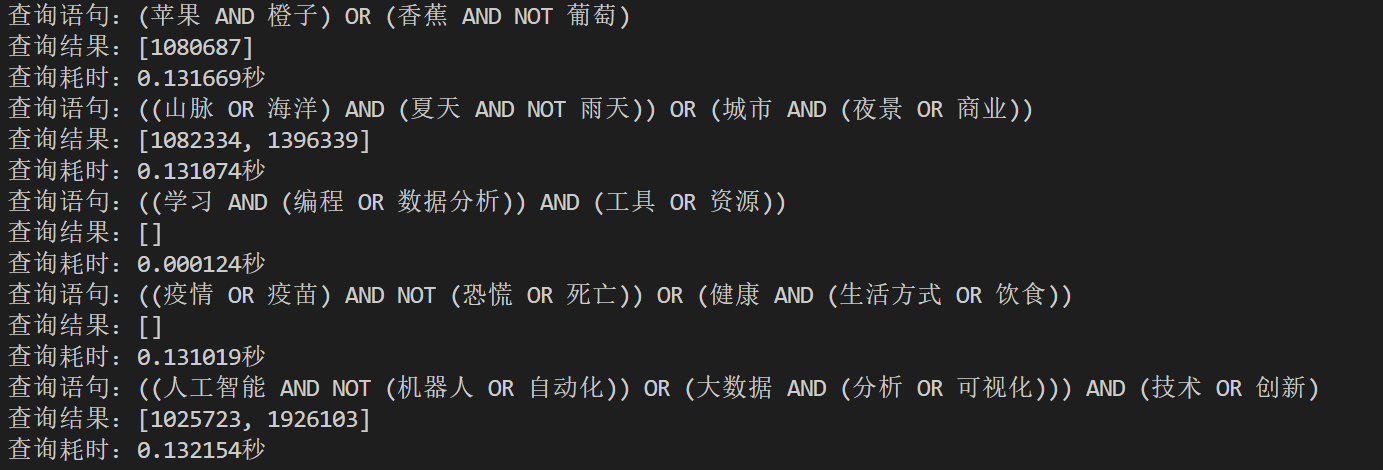 查询语句：(苹果 AND 橙子) OR (香蕉 AND NOT 葡萄)
查询结果：[1080687]
查询耗时：0.131669秒
查询语句：((山脉 OR 海洋) AND (夏天 AND NOT 雨天)) OR (城市 AND (夜景 OR 商业))
查询结果：[1082334, 1396339]
查询耗时：0.131074秒
查询语句：((学习 AND (编程 OR 数据分析)) AND (工具 OR 资源))
查询结果：[]
查询耗时：0.000124秒
查询语句：((疫情 OR 疫苗) AND NOT (恐慌 OR 死亡)) OR (健康 AND (生活方式 OR 饮食))
查询结果：[]
查询耗时：0.131019秒
查询语句：((人工智能 AND NOT (机器人 OR 自动化)) OR (大数据 AND (分析 OR 可视化))) AND (技术 OR 创新)
查询结果：[1025723, 1926103]
查询耗时：0.132154秒